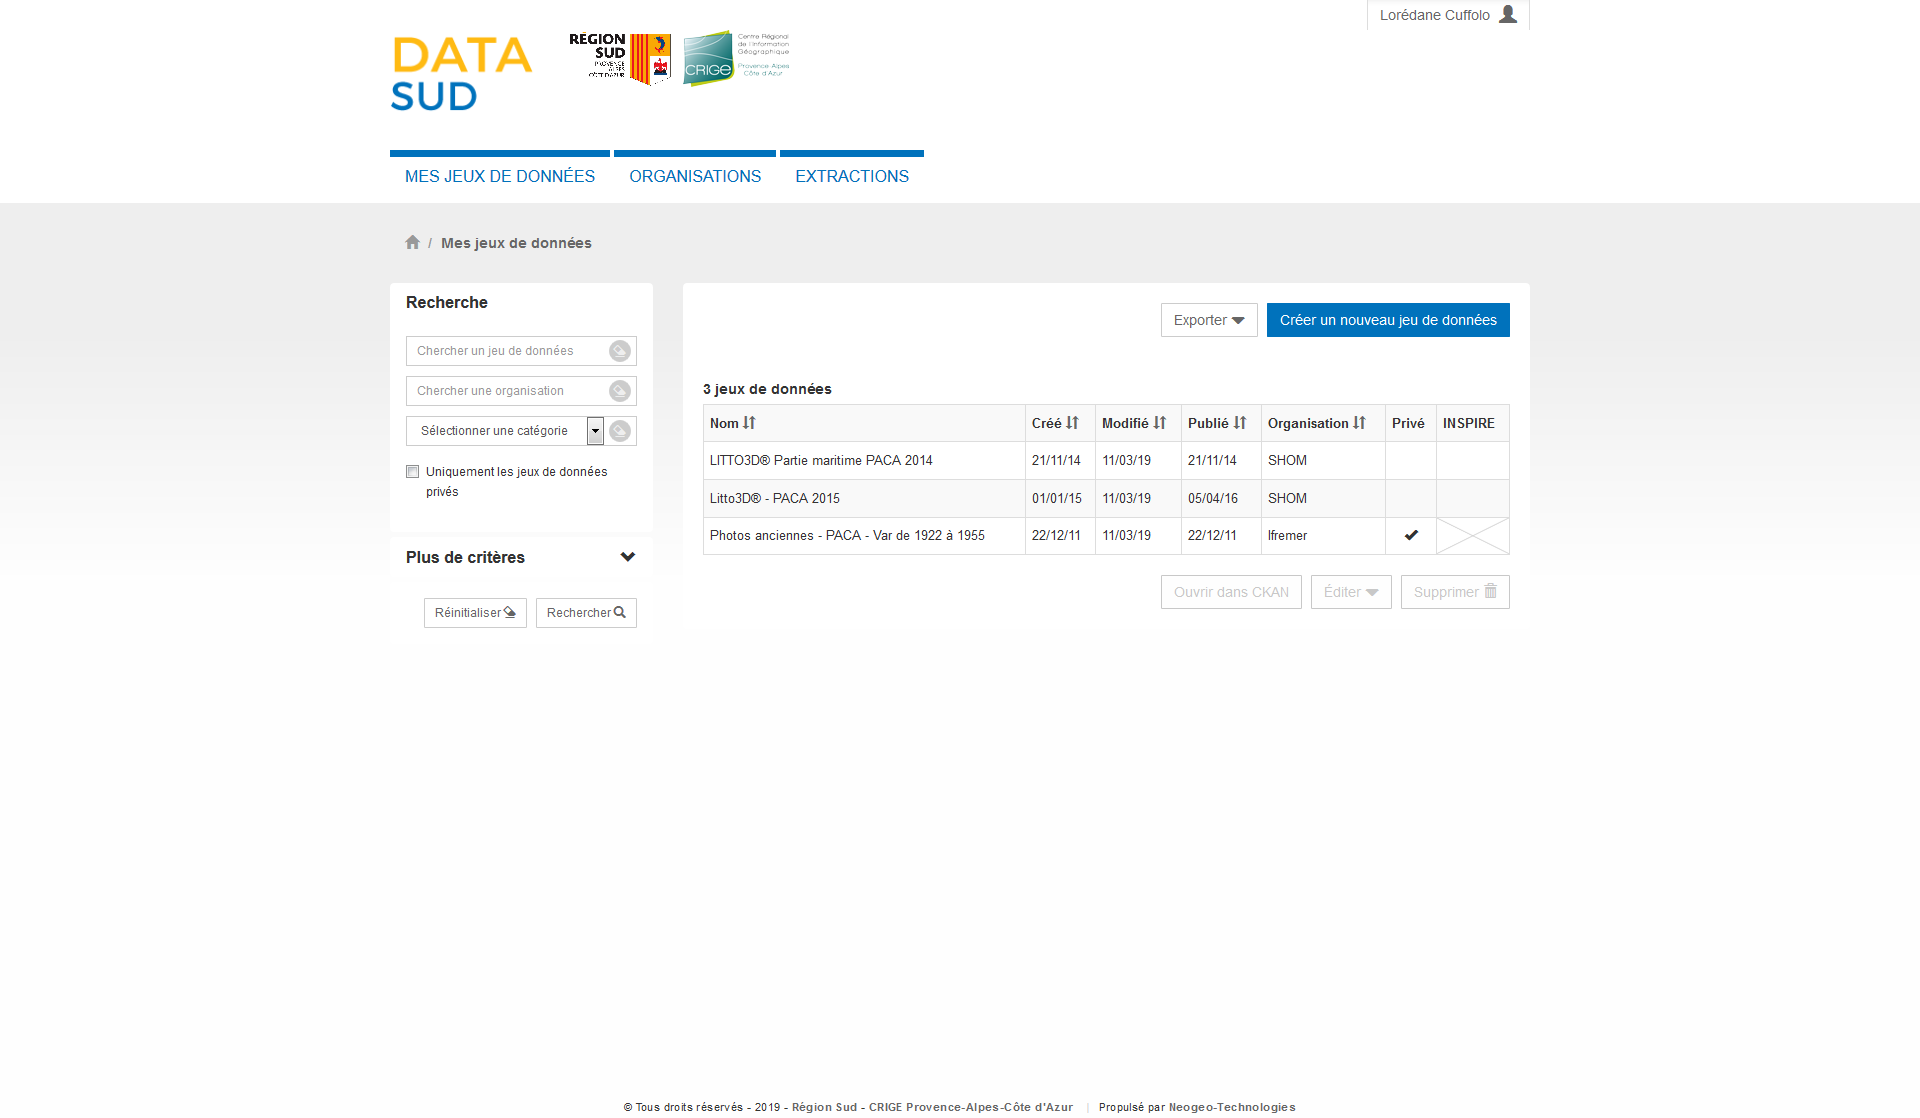 Lorédane Cuffolo
DATA
SUD
RÉGION
SUD
PROVENCE
ALPES
CÔTE D'AZUR
CRIGE
Centre Régional
de l'Information
Géographique
Provence Alpes
Côte d'Azur
MES JEUX DE DONNÉES
ORGANISATIONS
EXTRACTIONS
/ Mes jeux de données
Recherche
Chercher un jeu de données
Chercher une organisation
Sélectionner une catégorie
Uniquement les jeux de données
privés
Plus de critères
Réinitialiser
Rechercher
Exporter
Créer un nouveau jeu de données
3 jeux de données
Nom Créé Modifié Publié Organisation Privé INSPIRE
LITTO3D® Partie maritime PACA 2014 21/11/14 11/03/19 21/11/14 SHOM
Litto3D® - PACA 2015 01/01/15 11/03/19 05/04/16 SHOM
Photos anciennes - PACA - Var de 1922 à 1955 22/12/11 11/03/19 22/12/11 Ifremer
Ouvrir dans CKAN
Éditer
Supprimer
© Tous droits réservés - 2019 - Région Sud - CRIGE Provence-Alpes-Côte d'Azur | Propulsé par Neogeo-Technologies